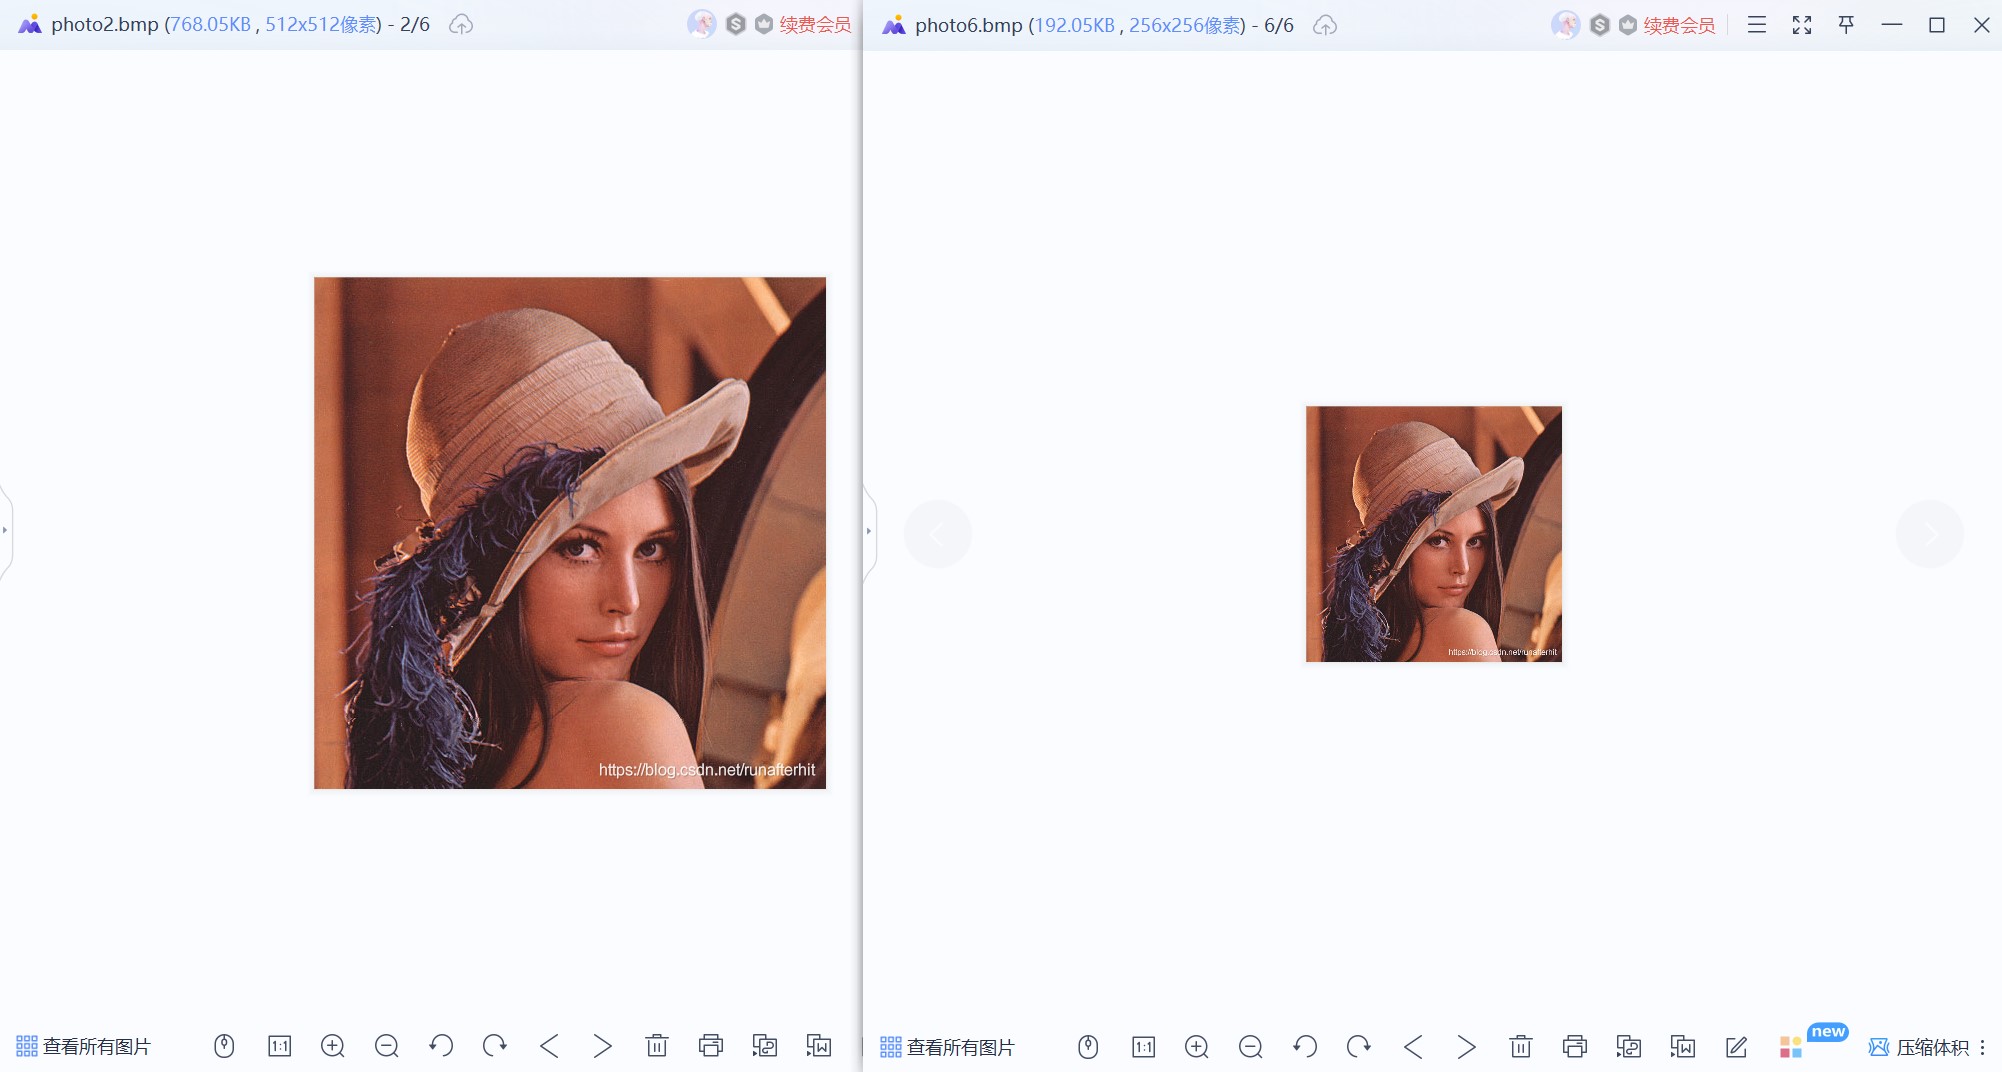 photo2.bmp (768.05KB , 512x512像素) - 2/6
续费会员
photo6.bmp (192.05KB , 256x256像素) - 6/6
续费会员
https://blog.csdn.net/runafterhit
https://blog.csdn.net/runafterhit
查看所有图片
1:1
查看所有图片
1:1
new
压缩体积